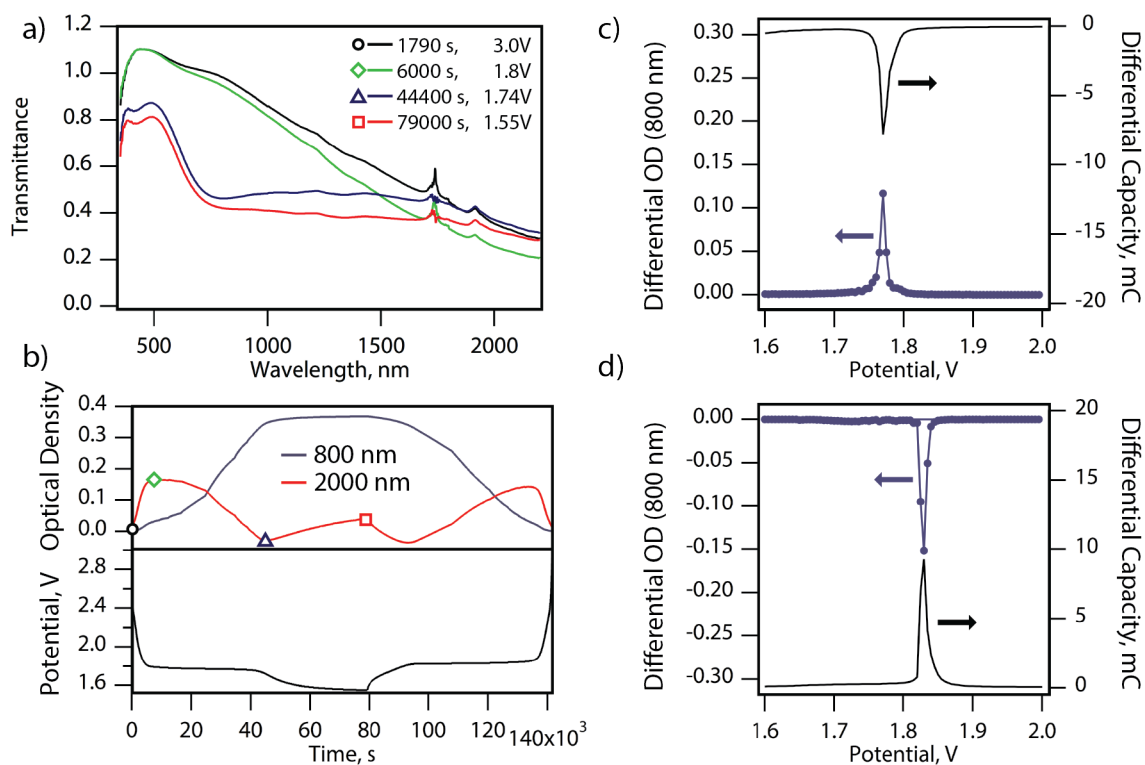 a)
1.2
1.0
0.8
0.6
0.4
0.2
0.0
Transmittance
1790 s, 3.0V
6000 s, 1.8V
44400 s, 1.74V
79000 s, 1.55V
500 1000 1500 2000
Wavelength, nm
b)
0.4
0.3
0.2
0.1
0.0
Optical Density
800 nm
2000 nm
2.8
2.4
1.8
1.6
Potential, V
0 20 40 60 80 100 120 140x10³
Time, s
c)
0.30
0.25
0.20
0.15
0.10
0.05
0.00
Differential OD (800 nm)
0
-5
-10
-15
-20
Differential Capacity, mC
1.6 1.7 1.8 1.9 2.0
Potential, V
d)
0.00
-0.05
-0.10
-0.15
-0.20
-0.25
-0.30
Differential OD (800 nm)
20
15
10
5
0
Differential Capacity, mC
1.6 1.7 1.8 1.9 2.0
Potential, V